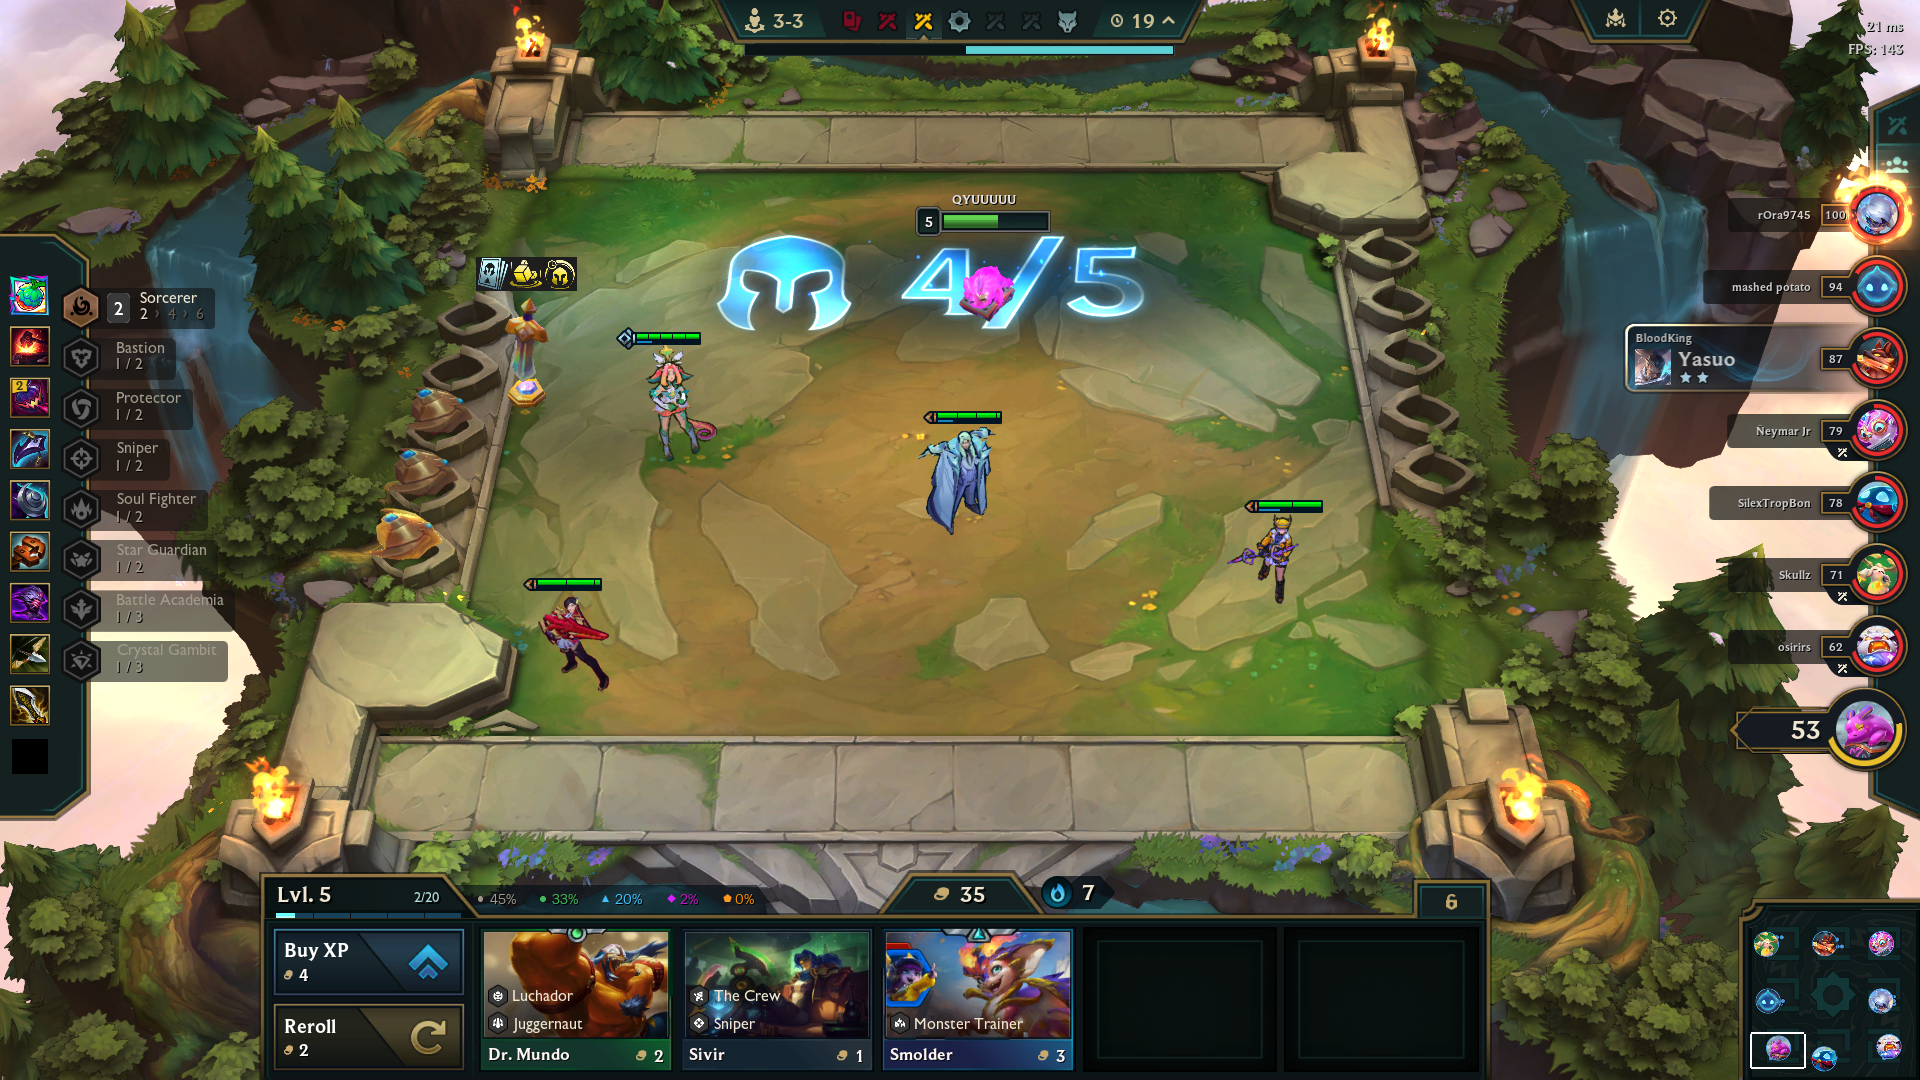 3-3
19
21 ms
FPS: 143
QYUUUUU
5
4/5
rOra9745
100
mashed potato
94
BloodKing
Yasuo
87
Neymar Jr
79
SilexTropBon
78
Skullz
71
osirirs
62
53
2
Sorcerer
2 > 4 > 6
Bastion
1 / 2
Protector
1 / 2
2
Sniper
1 / 2
Soul Fighter
1 / 2
Star Guardian
1 / 2
Battle Academia
1 / 3
Crystal Gambit
1 / 3
Lvl. 5
2/20
45%
33%
20%
2%
0%
35
7
6
Buy XP
4
Reroll
2
Luchador
Juggernaut
Dr. Mundo
2
The Crew
Sniper
Sivir
1
Monster Trainer
Smolder
3